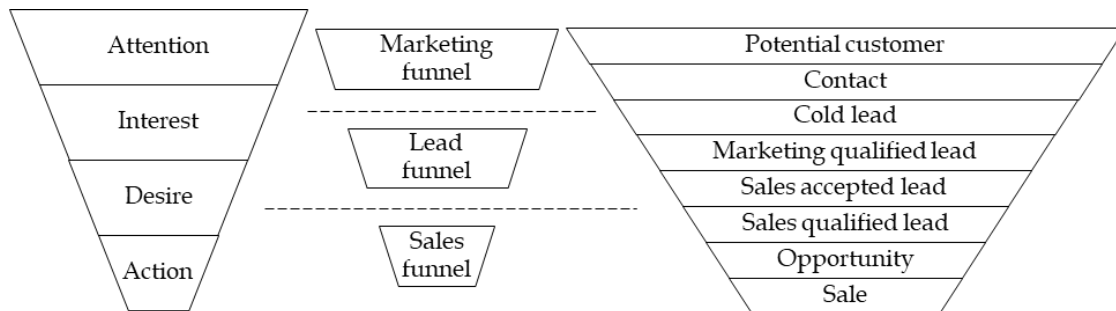 Attention
Interest
Desire
Action
Marketing
funnel
Lead
funnel
Sales
funnel
Potential customer
Contact
Cold lead
Marketing qualified lead
Sales accepted lead
Sales qualified lead
Opportunity
Sale